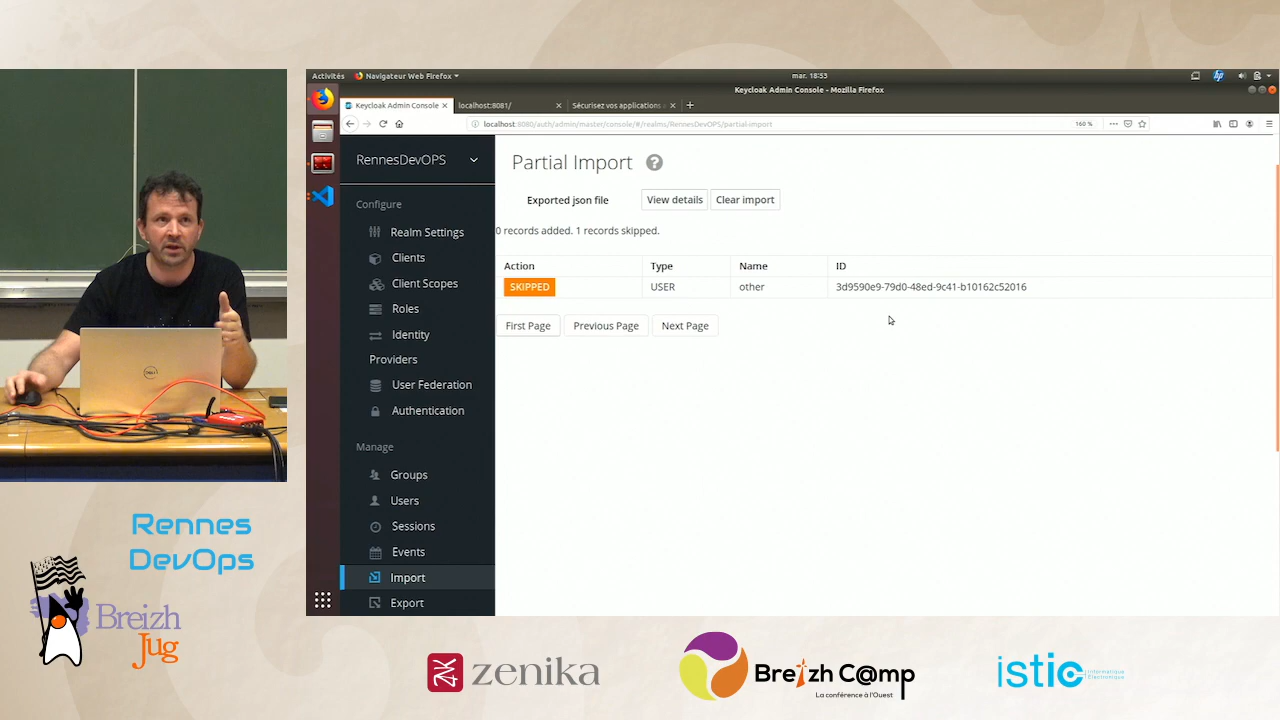 Activités
Navigateur Web Firefox
mar. 18:53
Keycloak Admin Console - Mozilla Firefox
Keycloak Admin Console
localhost:8081/
Sécurisez vos applications
localhost:8080/auth/admin/master/console/#/realms/RennesDevOPS/partial-import
160 %
RennesDevOPS
Configure
Realm Settings
Clients
Client Scopes
Roles
Identity
Providers
User Federation
Authentication
Manage
Groups
Users
Sessions
Events
Import
Export
Partial Import
Exported json file
View details
Clear import
0 records added. 1 records skipped.
Action Type Name ID
SKIPPED USER other 3d9590e9-79d0-48ed-9c41-b10162c52016
First Page
Previous Page
Next Page
DELL
Rennes
DevOps
Breizh
Jug
zenika
Breizh C@mp
La conférence à l'Ouest
istic
Informatique
Electronique